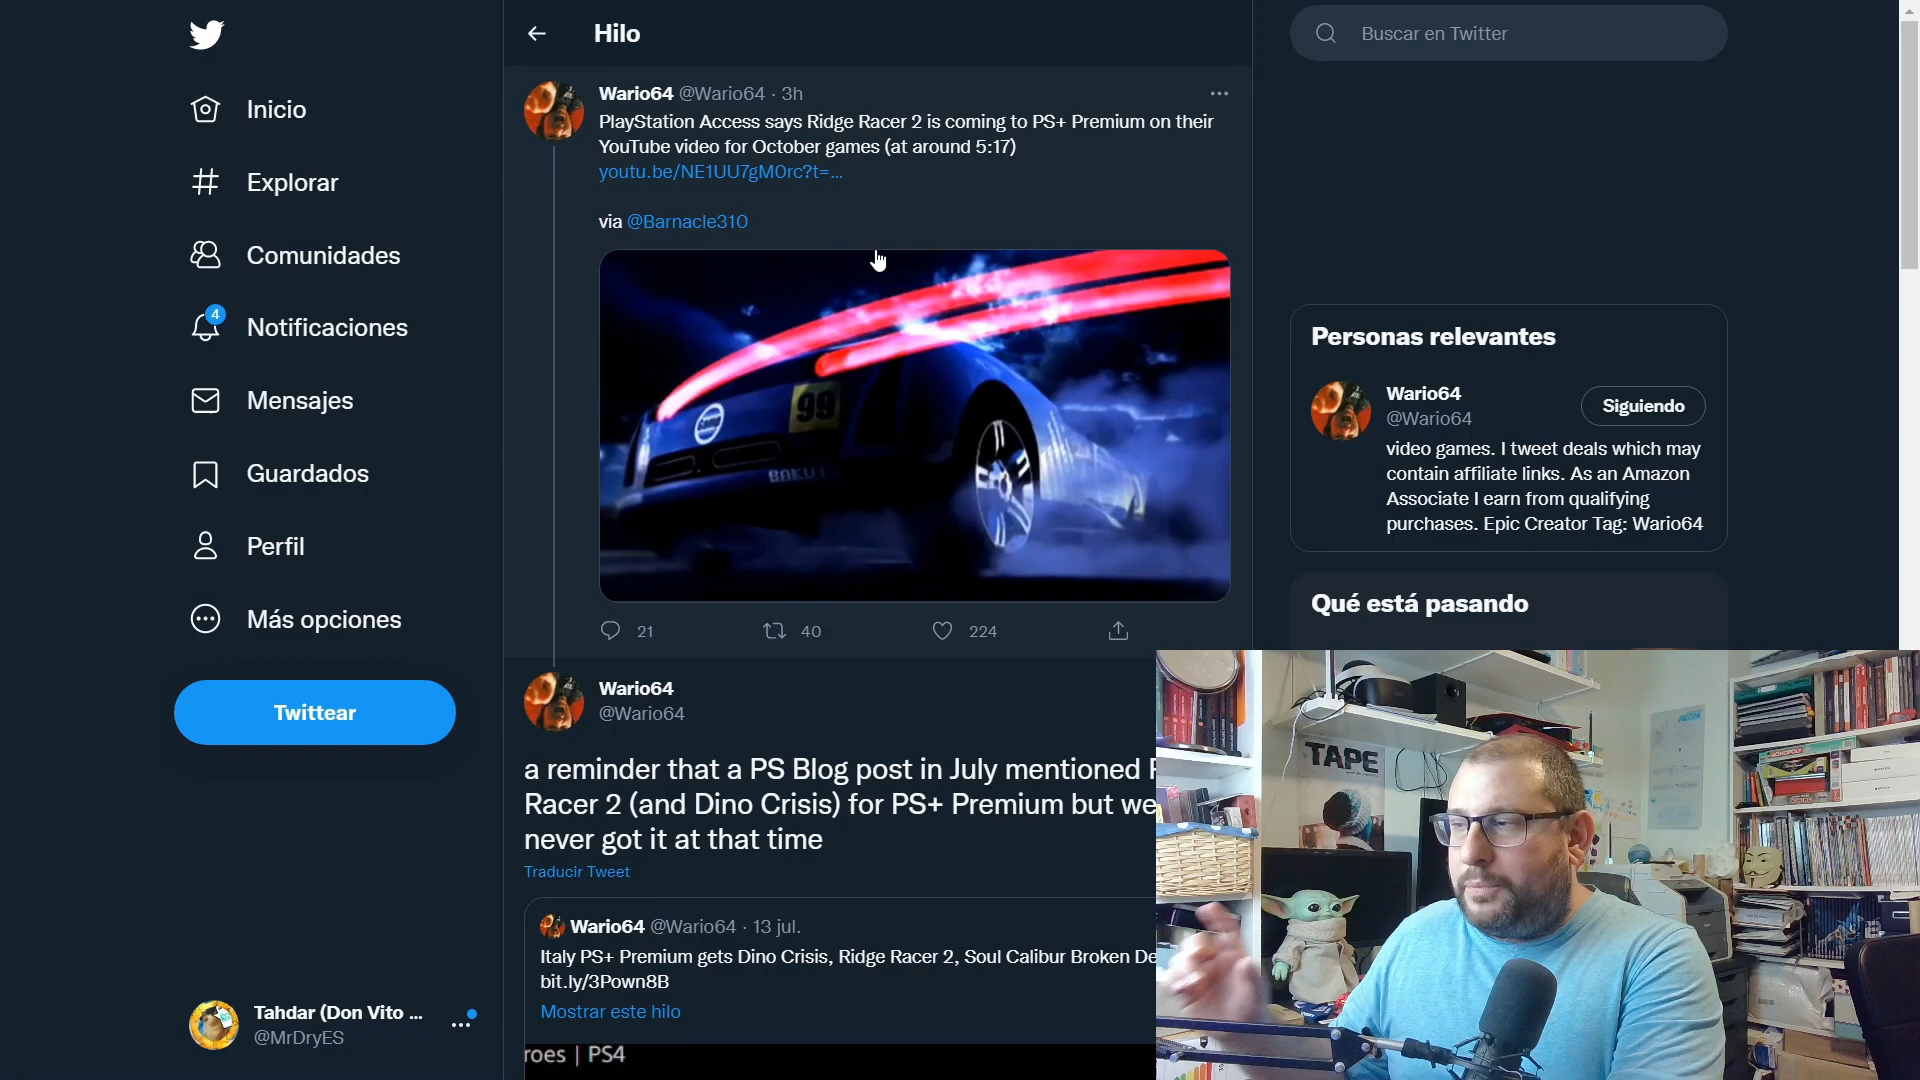 Hilo
Buscar en Twitter
Inicio
Explorar
Comunidades
4
Notificaciones
Mensajes
Guardados
Perfil
Más opciones
Twittear
Tahdar (Don Vito ...
@MrDryES
Wario64 @Wario64 · 3h
PlayStation Access says Ridge Racer 2 is coming to PS+ Premium on their
YouTube video for October games (at around 5:17)
youtu.be/NE1UU7gM0rc?t=...
via @Barnacle310
99
21
40
224
Wario64
@Wario64
a reminder that a PS Blog post in July mentioned
Racer 2 (and Dino Crisis) for PS+ Premium but we
never got it at that time
Traducir Tweet
Wario64 @Wario64 · 13 jul.
Italy PS+ Premium gets Dino Crisis, Ridge Racer 2, Soul Calibur Broken De
bit.ly/3Pown8B
Mostrar este hilo
roes | PS4
Personas relevantes
Wario64
@Wario64
Siguiendo
video games. I tweet deals which may
contain affiliate links. As an Amazon
Associate I earn from qualifying
purchases. Epic Creator Tag: Wario64
Qué está pasando
TAPE
MONOPOLY